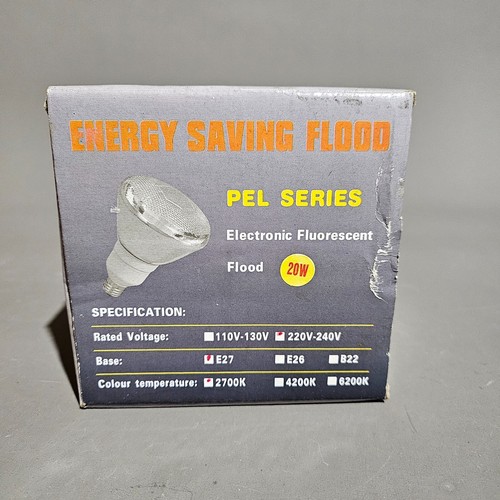 ENERGY SAVING FLOOD
PEL SERIES
Electronic Fluorescent
Flood 20W
SPECIFICATION:
Rated Voltage: 110V-130V 220V-240V
Base: E27 E26 B22
Colour temperature: 2700K 4200K 6200K